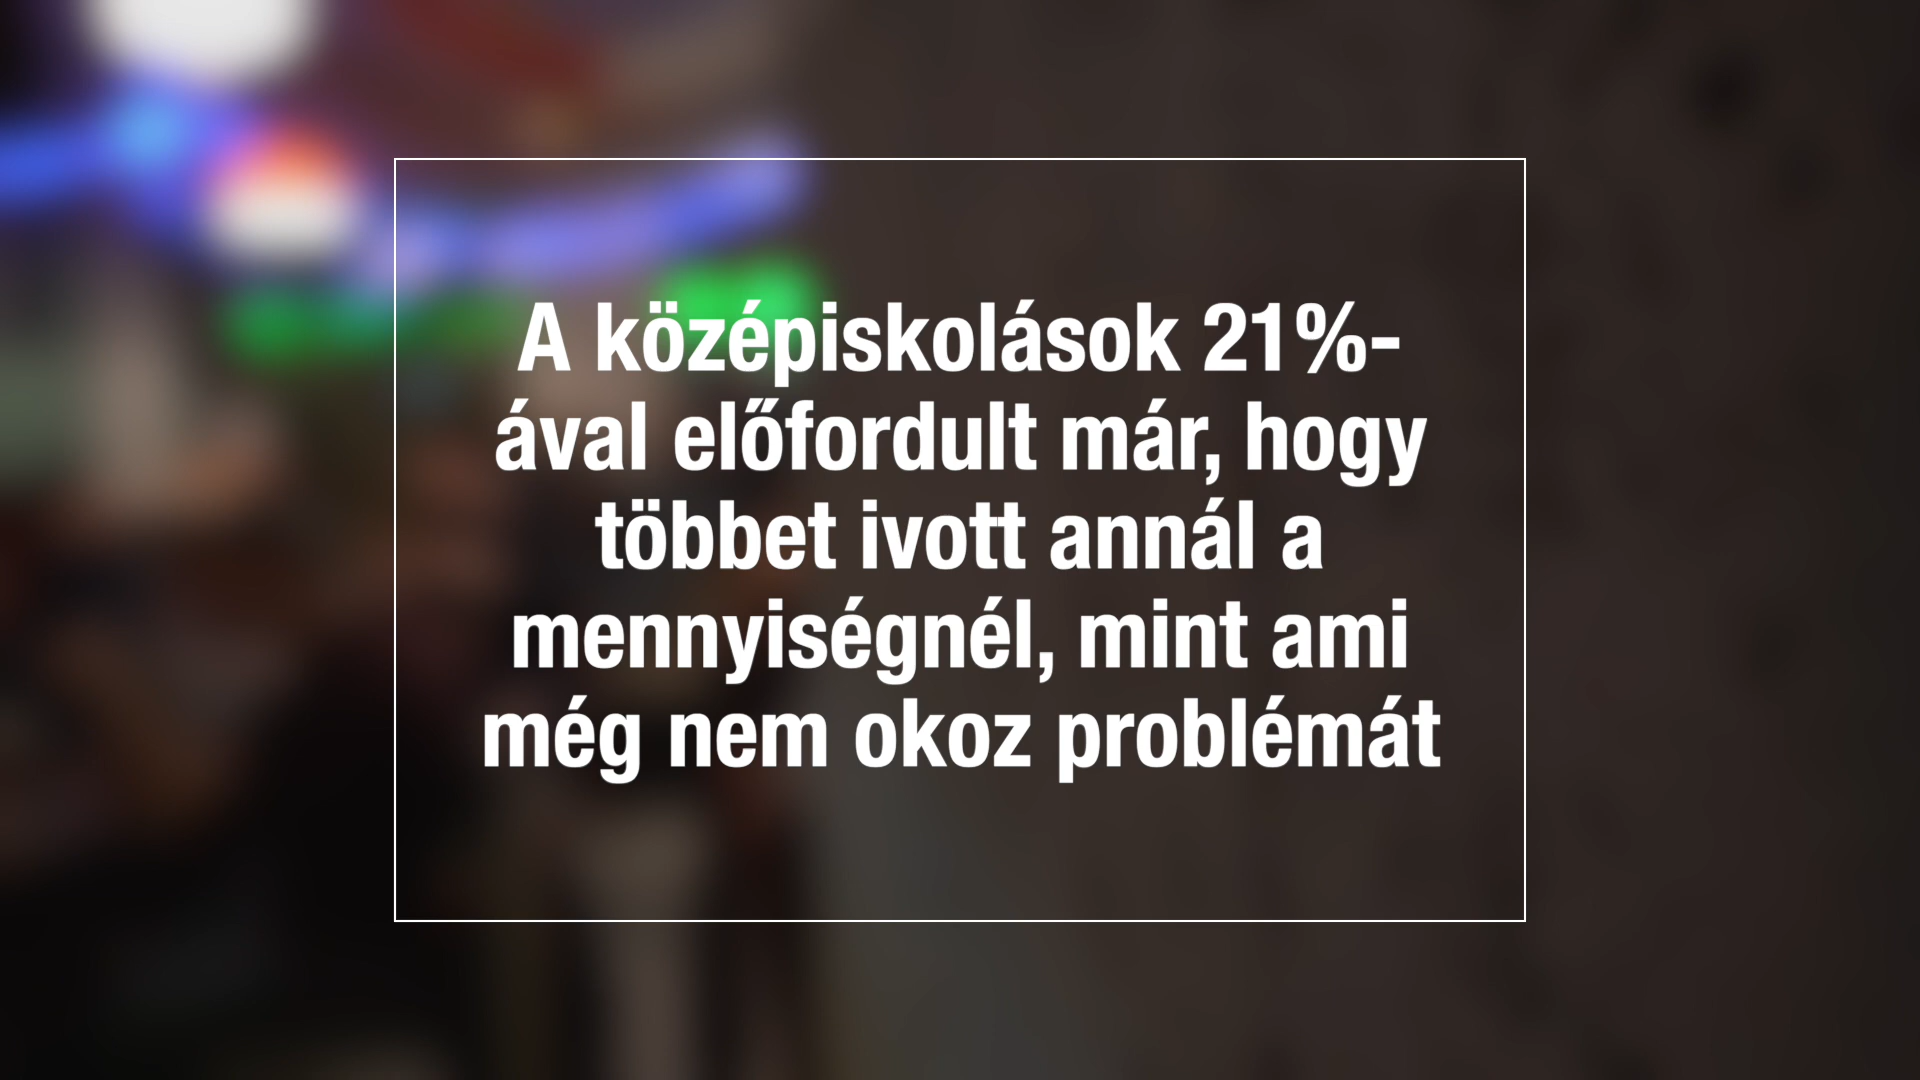 A középiskolások 21%-
ával előfordult már, hogy
többet ivott annál a
mennyiségnél, mint ami
még nem okoz problémát